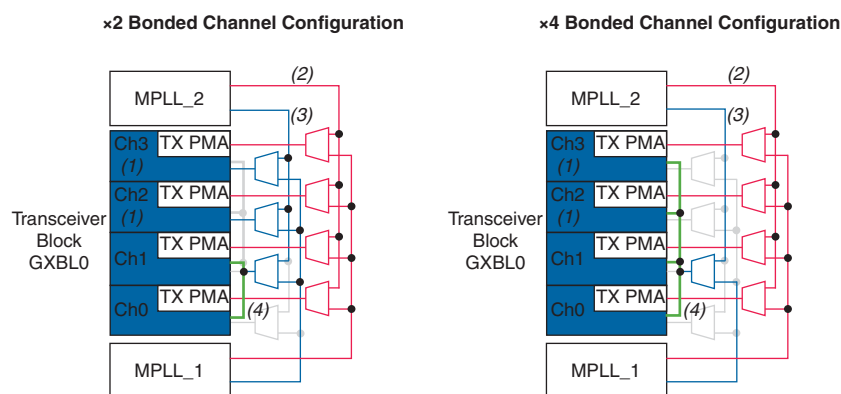 ×2 Bonded Channel Configuration
MPLL_2
(2)
(3)
Ch3
(1)
TX PMA
Ch2
(1)
TX PMA
Transceiver
Block
GXBL0
Ch1
TX PMA
Ch0
TX PMA
(4)
MPLL_1
×4 Bonded Channel Configuration
MPLL_2
(2)
(3)
Ch3
(1)
TX PMA
Ch2
(1)
TX PMA
Transceiver
Block
GXBL0
Ch1
TX PMA
Ch0
TX PMA
(4)
MPLL_1